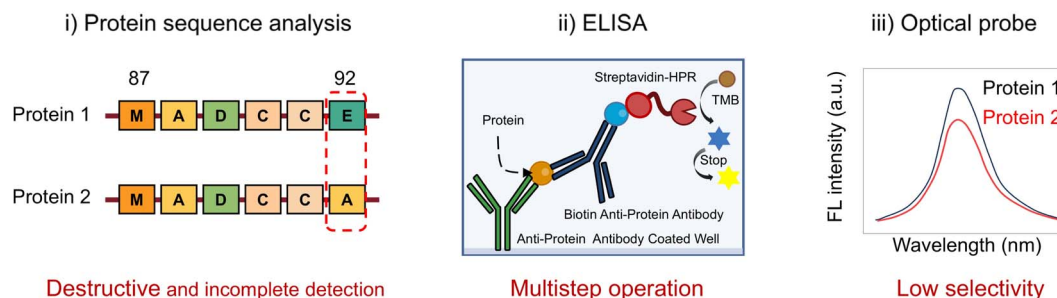 i) Protein sequence analysis
87 92
Protein 1 M A D C C E
Protein 2 M A D C C A
Destructive and incomplete detection
ii) ELISA
Streptavidin-HPR
TMB
Protein
Stop
Biotin Anti-Protein Antibody
Anti-Protein Antibody Coated Well
Multistep operation
iii) Optical probe
FL intensity (a.u.)
Protein 1
Protein 2
Wavelength (nm)
Low selectivity